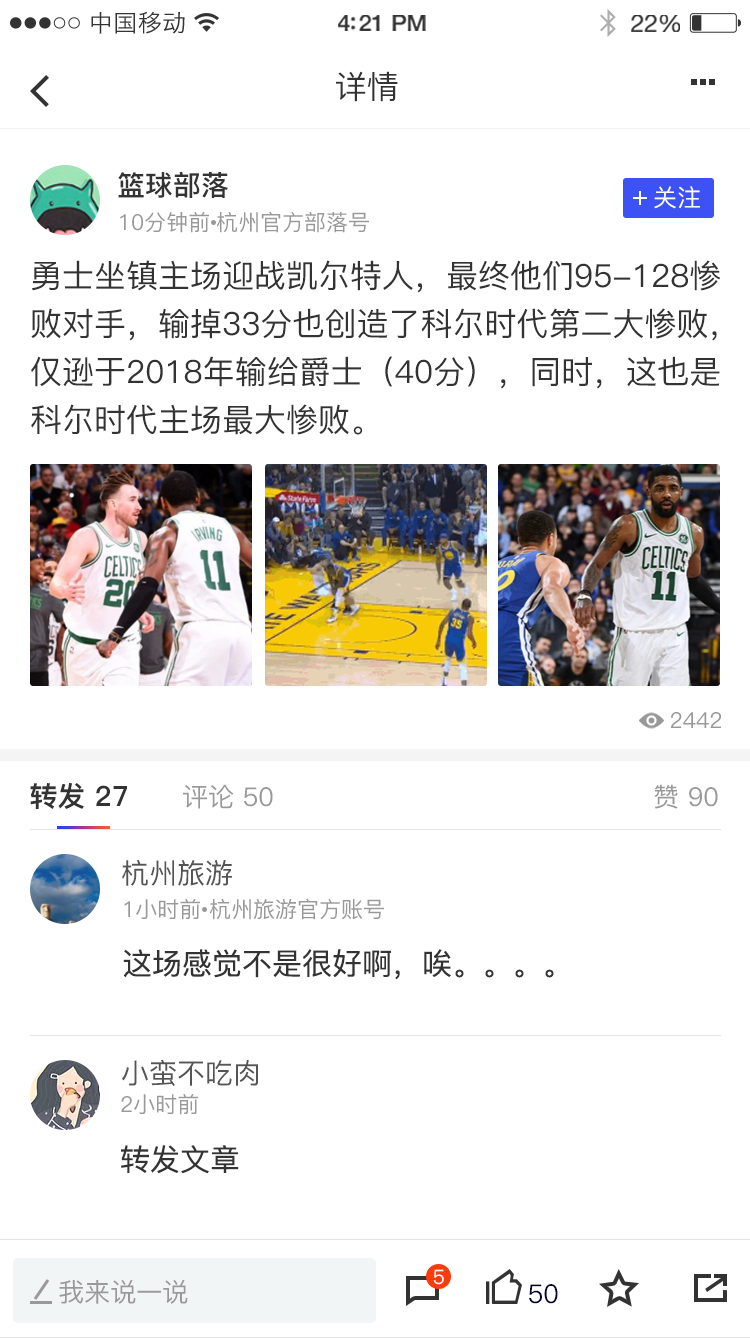 中国移动 4:21 PM 22%
详情
篮球部落
10分钟前•杭州官方部落号
+关注
勇士坐镇主场迎战凯尔特人，最终他们95-128惨
败对手，输掉33分也创造了科尔时代第二大惨败，
仅逊于2018年输给爵士（40分），同时，这也是
科尔时代主场最大惨败。
CELTICS
20
IRVING
11
State Farm
THE WARRIORS
35
CELTICS
11
2442
转发 27 评论 50 赞 90
杭州旅游
1小时前•杭州旅游官方账号
这场感觉不是很好啊，唉。。。。
小蛮不吃肉
2小时前
转发文章
我来说一说 5 50